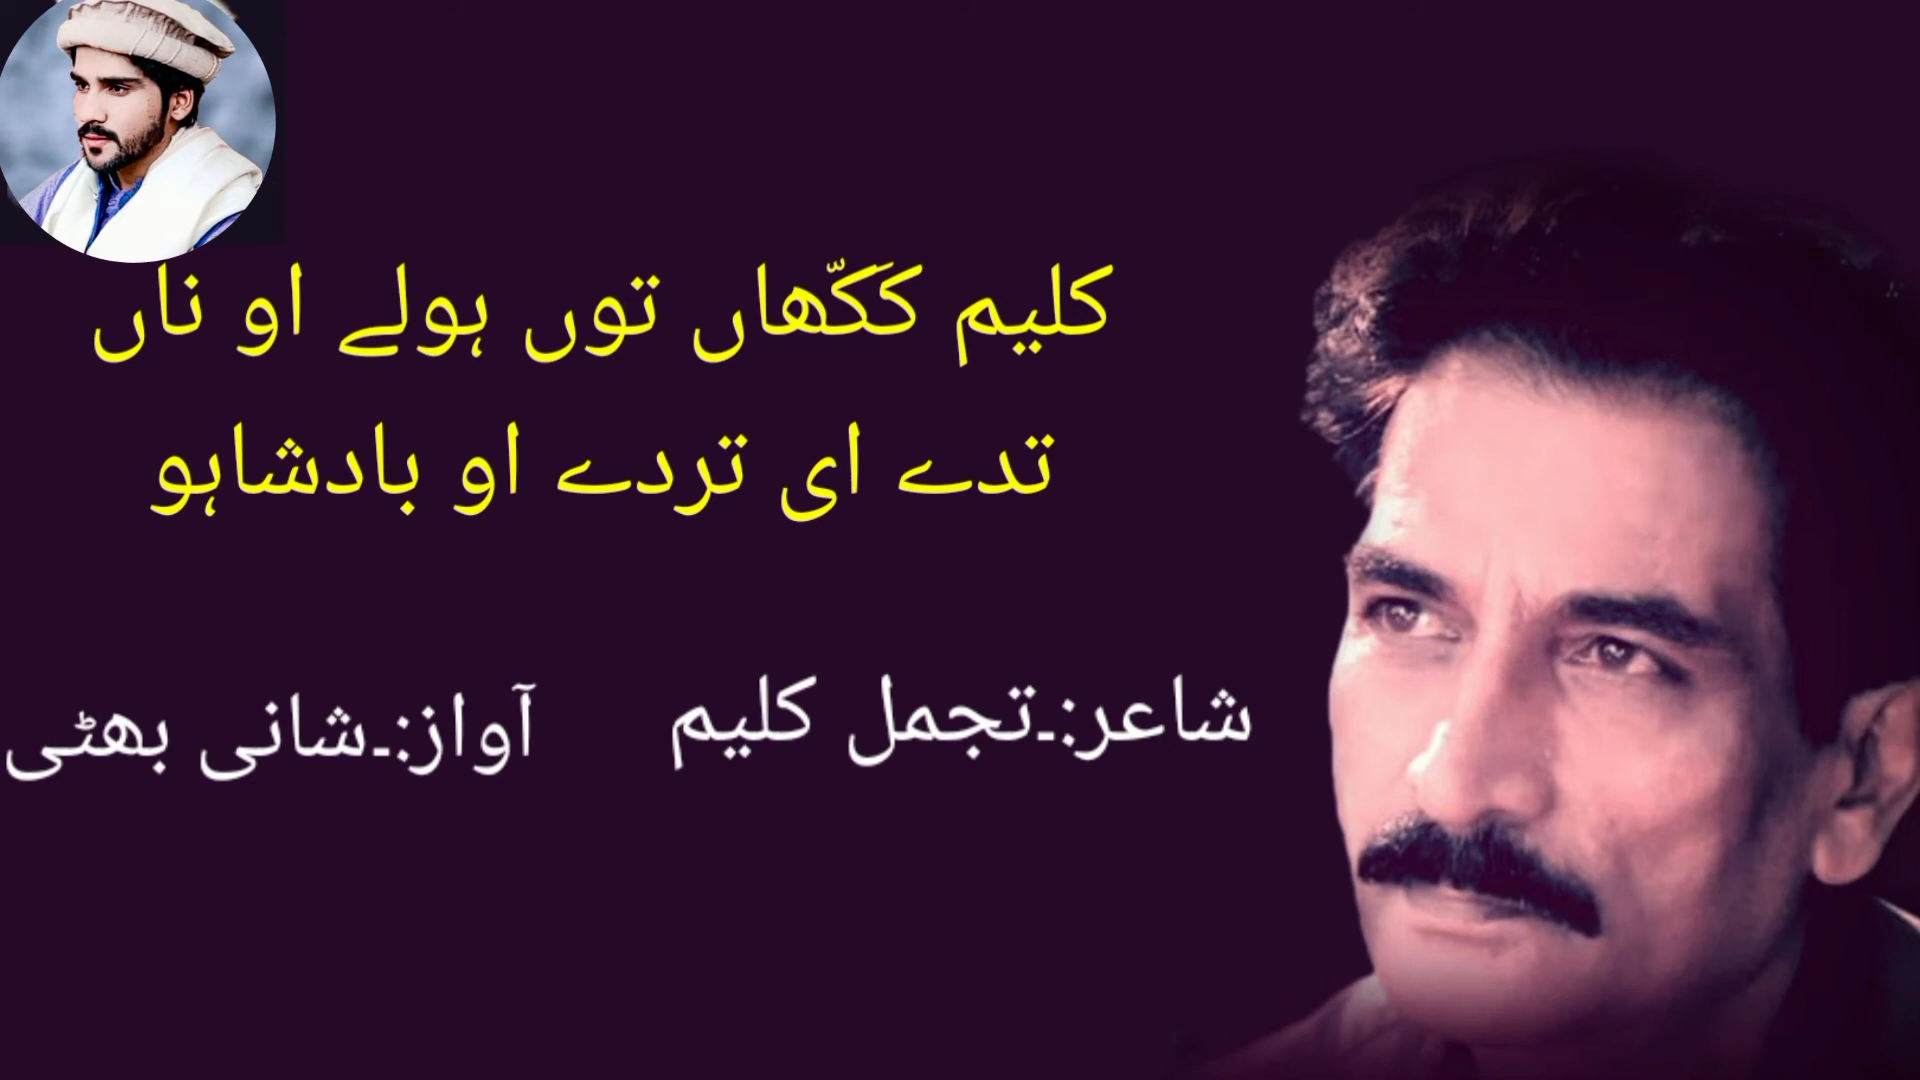 کلیم ککّھاں توں ہولے او ناں
تدے ای تردے او بادشاہو
شاعر:۔تجمل کلیم آواز:۔شانی بھٹی